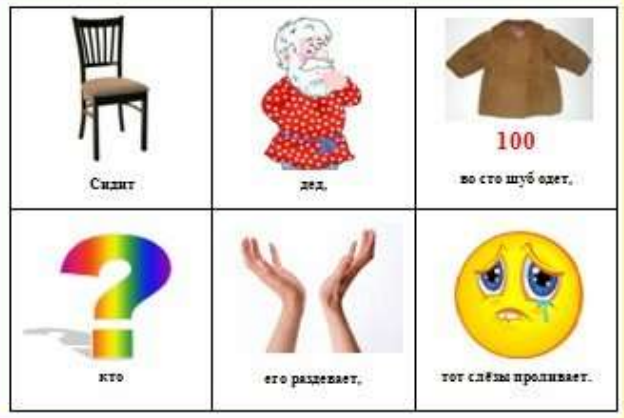 Сидит
дед,
100
во сто шуб одет,
кто
его раздевает,
тот слёзы проливает.